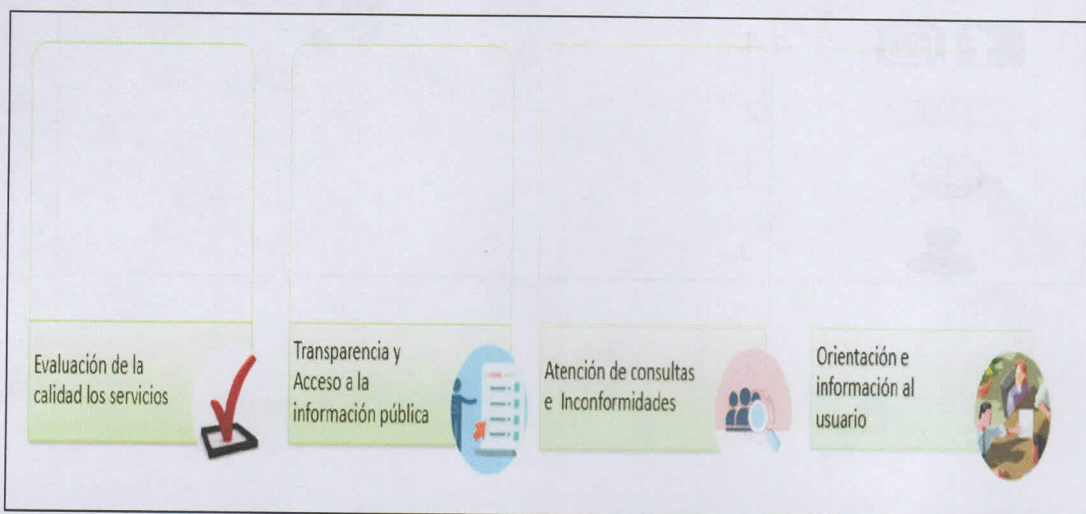 Evaluación de la
calidad los servicios
Transparencia y
Acceso a la
información pública
Atención de consultas
e Inconformidades
Orientación e
información al
usuario